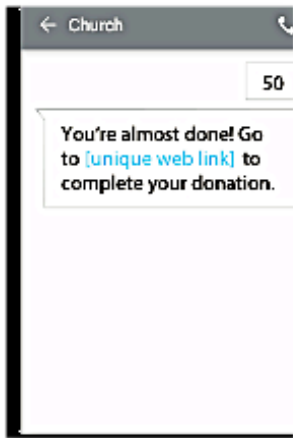 Church
50
You're almost done! Go
to [unique web link] to
complete your donation.